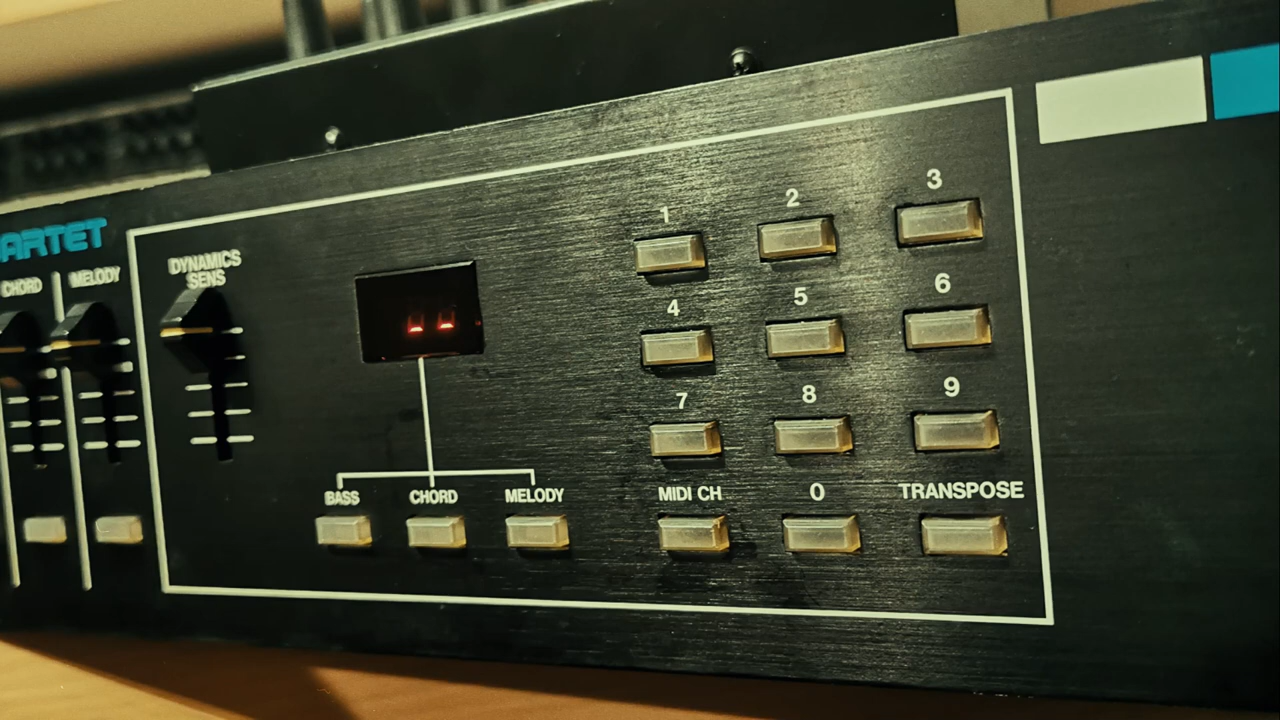 ARTET
CHORD
MELODY
DYNAMICS
SENS
1
2
3
4
5
6
7
8
9
BASS
CHORD
MELODY
MIDI CH
0
TRANSPOSE